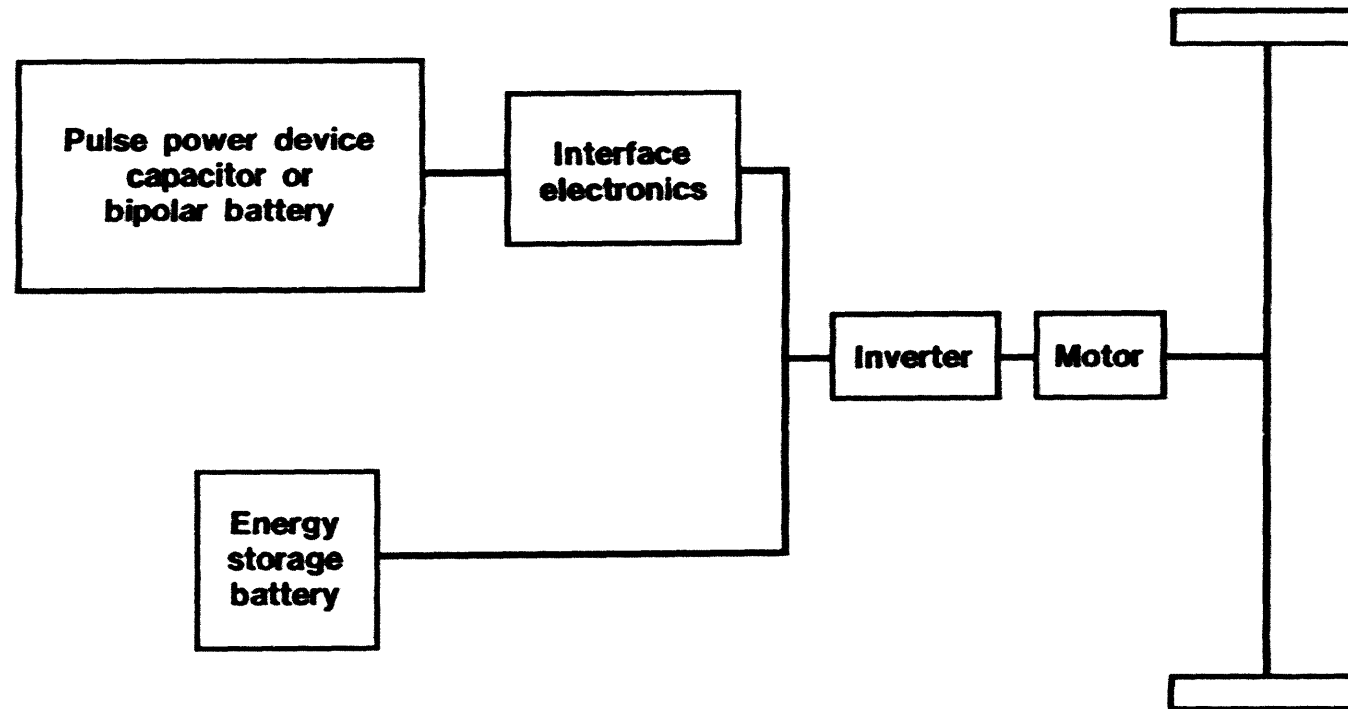 Pulse power device
capacitor or
bipolar battery
Interface
electronics
Inverter
Motor
Energy
storage
battery